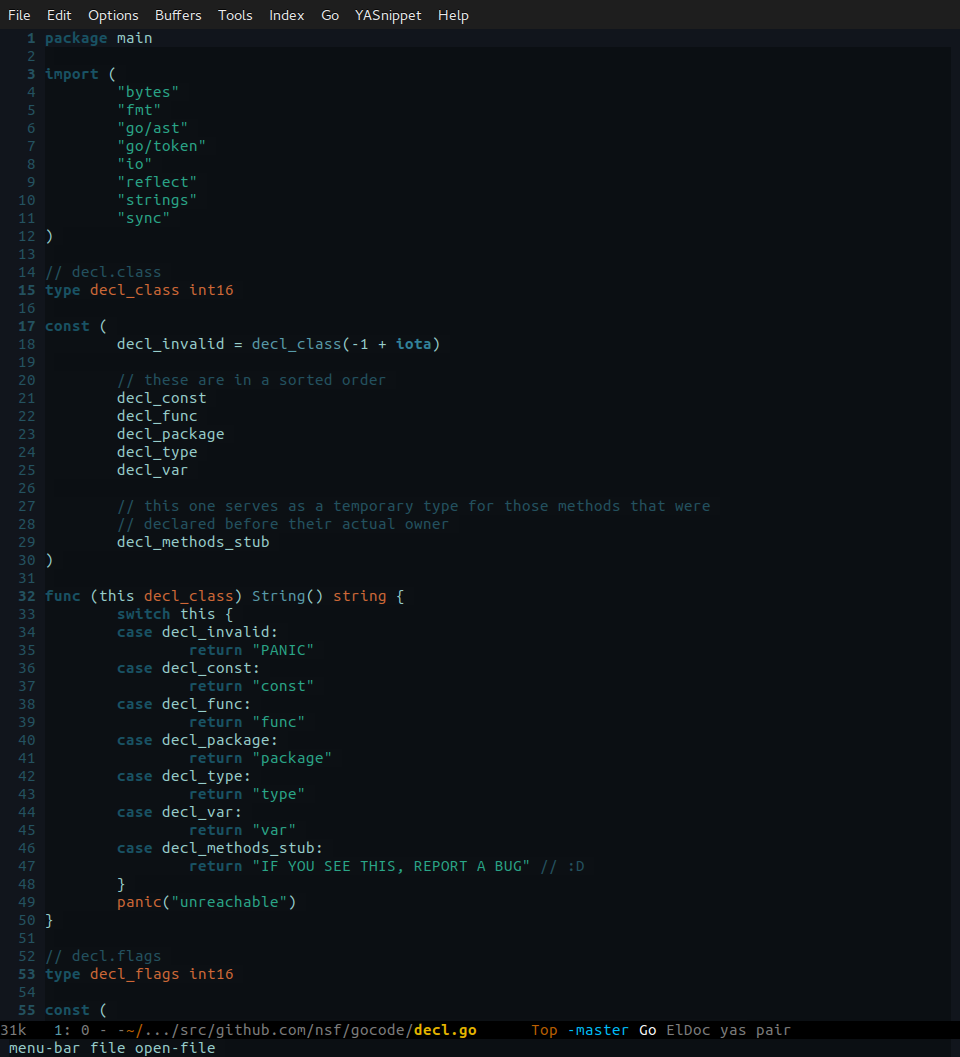 File Edit Options Buffers Tools Index Go YASnippet Help
1 package main
2
3 import (
4 "bytes"
5 "fmt"
6 "go/ast"
7 "go/token"
8 "io"
9 "reflect"
10 "strings"
11 "sync"
12 )
13
14 // decl.class
15 type decl_class int16
16
17 const (
18 decl_invalid = decl_class(-1 + iota)
19
20 // these are in a sorted order
21 decl_const
22 decl_func
23 decl_package
24 decl_type
25 decl_var
26
27 // this one serves as a temporary type for those methods that were
28 // declared before their actual owner
29 decl_methods_stub
30 )
31
32 func (this decl_class) String() string {
33 switch this {
34 case decl_invalid:
35 return "PANIC"
36 case decl_const:
37 return "const"
38 case decl_func:
39 return "func"
40 case decl_package:
41 return "package"
42 case decl_type:
43 return "type"
44 case decl_var:
45 return "var"
46 case decl_methods_stub:
47 return "IF YOU SEE THIS, REPORT A BUG" // :D
48 }
49 panic("unreachable")
50 }
51
52 // decl.flags
53 type decl_flags int16
54
55 const (
31k 1: 0 - -~/.../src/github.com/nsf/gocode/decl.go Top -master Go ElDoc yas pair
menu-bar file open-file